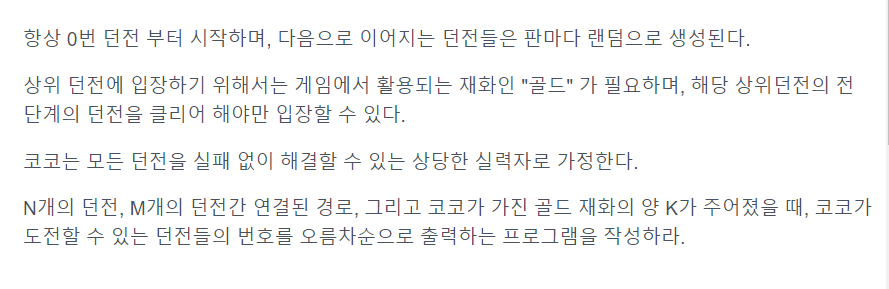 항상 0번 던전 부터 시작하며, 다음으로 이어지는 던전들은 판마다 랜덤으로 생성된다.
상위 던전에 입장하기 위해서는 게임에서 활용되는 재화인 "골드" 가 필요하며, 해당 상위던전의 전
단계의 던전을 클리어 해야만 입장할 수 있다.
코코는 모든 던전을 실패 없이 해결할 수 있는 상당한 실력자로 가정한다.
N개의 던전, M개의 던전간 연결된 경로, 그리고 코코가 가진 골드 재화의 양 K가 주어졌을 때, 코코가
도전할 수 있는 던전들의 번호를 오름차순으로 출력하는 프로그램을 작성하라.